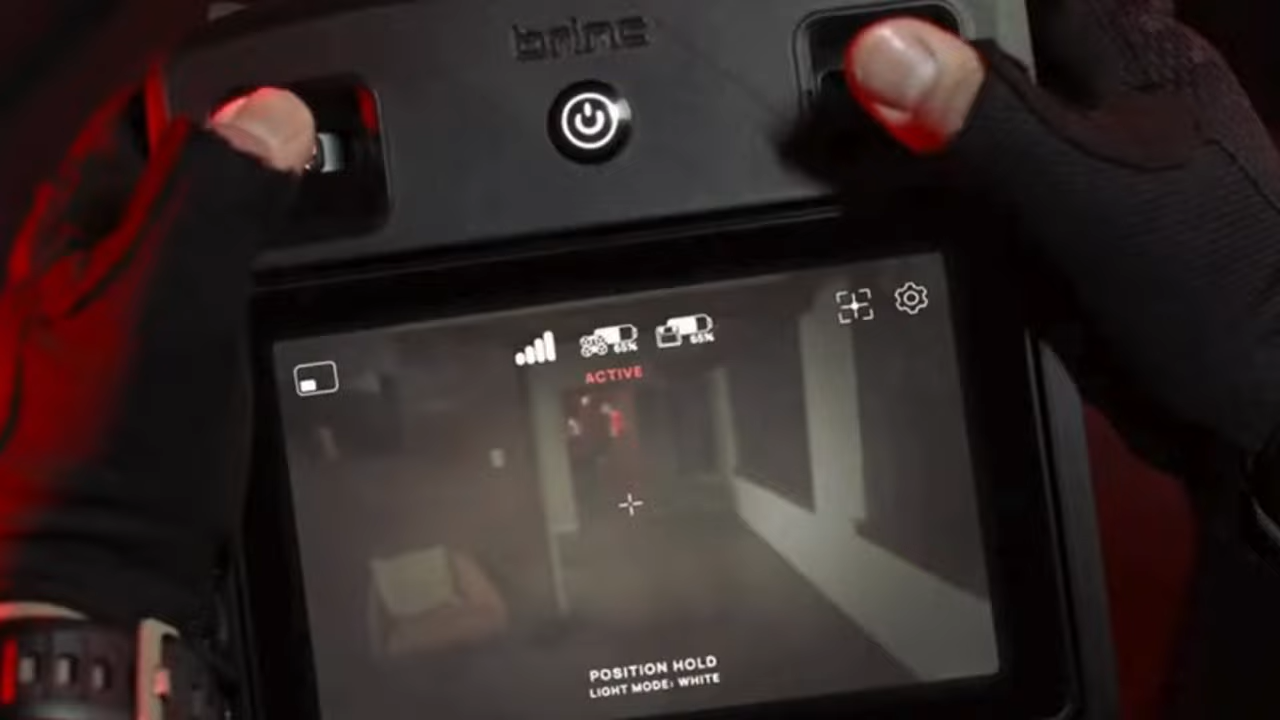 brinc
65% 65%
ACTIVE
POSITION HOLD
LIGHT MODE: WHITE